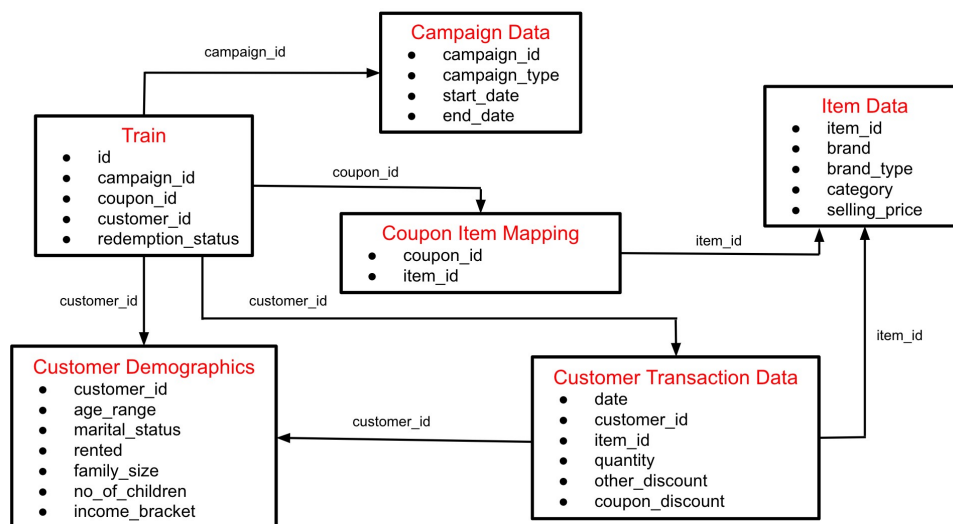 Campaign Data
● campaign_id
● campaign_type
● start_date
● end_date
campaign_id
Train
● id
● campaign_id
● coupon_id
● customer_id
● redemption_status
coupon_id
Item Data
● item_id
● brand
● brand_type
● category
● selling_price
Coupon Item Mapping
● coupon_id
● item_id
item_id
customer_id
customer_id
item_id
Customer Demographics
● customer_id
● age_range
● marital_status
● rented
● family_size
● no_of_children
● income_bracket
customer_id
Customer Transaction Data
● date
● customer_id
● item_id
● quantity
● other_discount
● coupon_discount